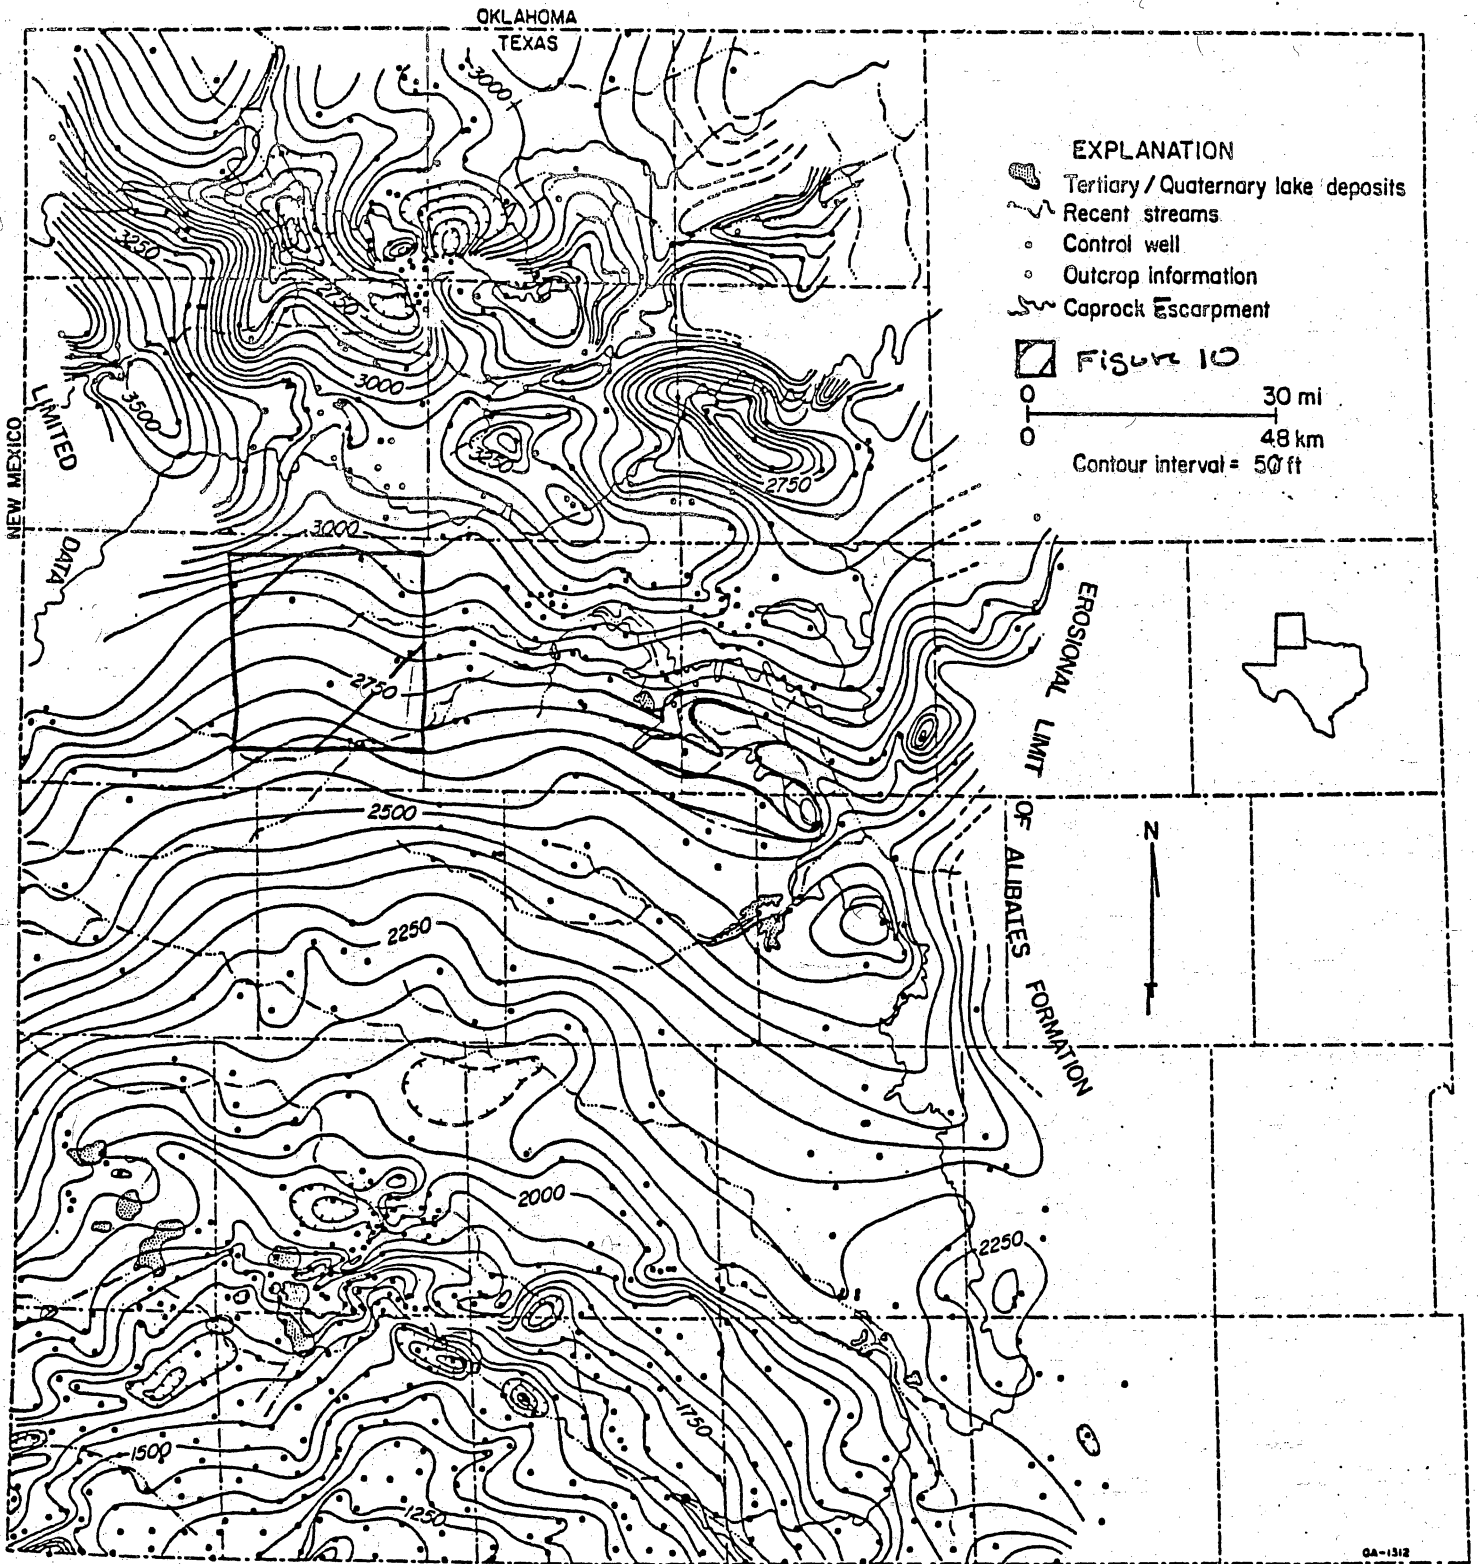 OKLAHOMA
TEXAS
3000
EXPLANATION
Tertiary / Quaternary lake deposits
Recent streams
Control well
Outcrop information
Caprock Escarpment
Figure 10
0 30 mi
0 48 km
Contour interval = 50 ft
3250
2750
3000
3500
3250
2750
NEW MEXICO
LIMITED
DATA
3000
2750
EROSIONAL LIMIT OF ALIBATES FORMATION
N
2500
2250
2000
2250
1750
1500
1250
QA-1312